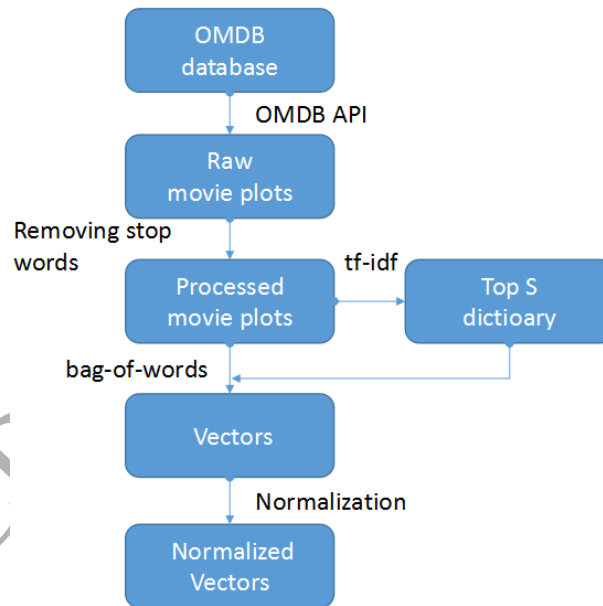 OMDB
database
OMDB API
Raw
movie plots
Removing stop
words
Processed
movie plots
tf-idf
Top S
dictioary
bag-of-words
Vectors
Normalization
Normalized
Vectors